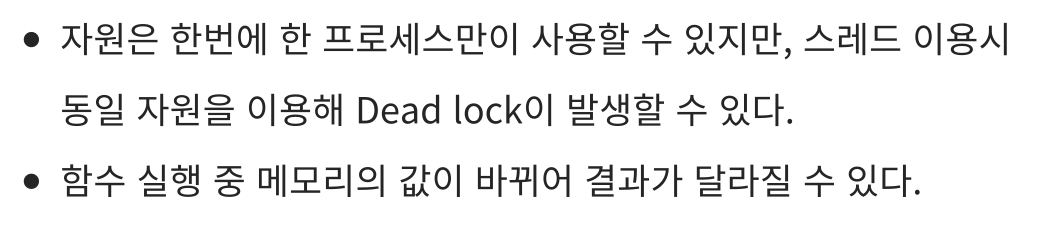 • 자원은 한번에 한 프로세스만이 사용할 수 있지만, 스레드 이용시
동일 자원을 이용해 Dead lock이 발생할 수 있다.
• 함수 실행 중 메모리의 값이 바뀌어 결과가 달라질 수 있다.